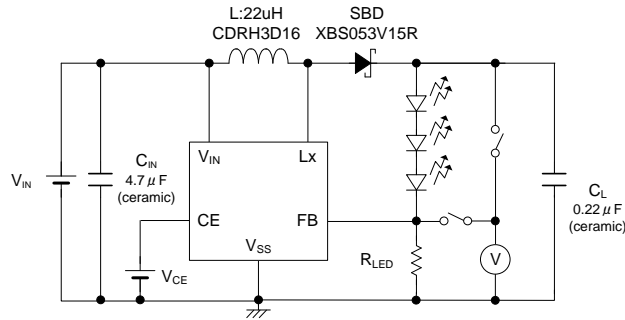 L:22uH
CDRH3D16
SBD
XBS053V15R
VIN
CIN
4.7μF
(ceramic)
VIN
Lx
CE
FB
VSS
VCE
RLED
V
CL
0.22μF
(ceramic)